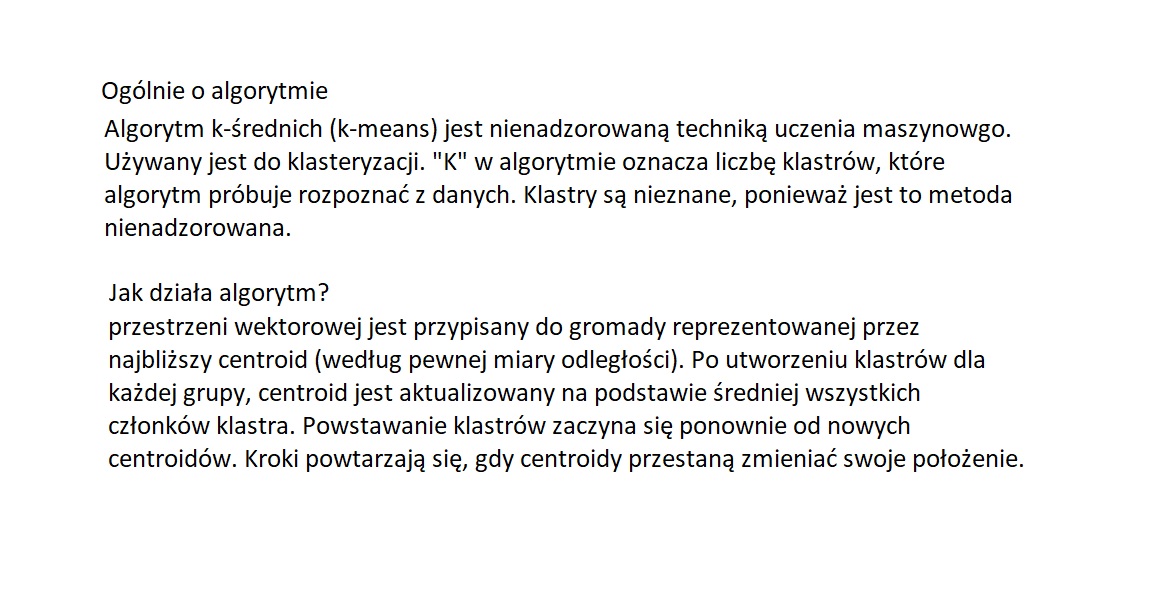 Ogólnie o algorytmie
Algorytm k-średnich (k-means) jest nienadzorowaną techniką uczenia maszynowgo.
Używany jest do klasteryzacji. "K" w algorytmie oznacza liczbę klastrów, które
algorytm próbuje rozpoznać z danych. Klastry są nieznane, ponieważ jest to metoda
nienadzorowana.
Jak działa algorytm?
przestrzeni wektorowej jest przypisany do gromady reprezentowanej przez
najbliższy centroid (według pewnej miary odległości). Po utworzeniu klastrów dla
każdej grupy, centroid jest aktualizowany na podstawie średniej wszystkich
członków klastra. Powstawanie klastrów zaczyna się ponownie od nowych
centroidów. Kroki powtarzają się, gdy centroidy przestaną zmieniać swoje położenie.